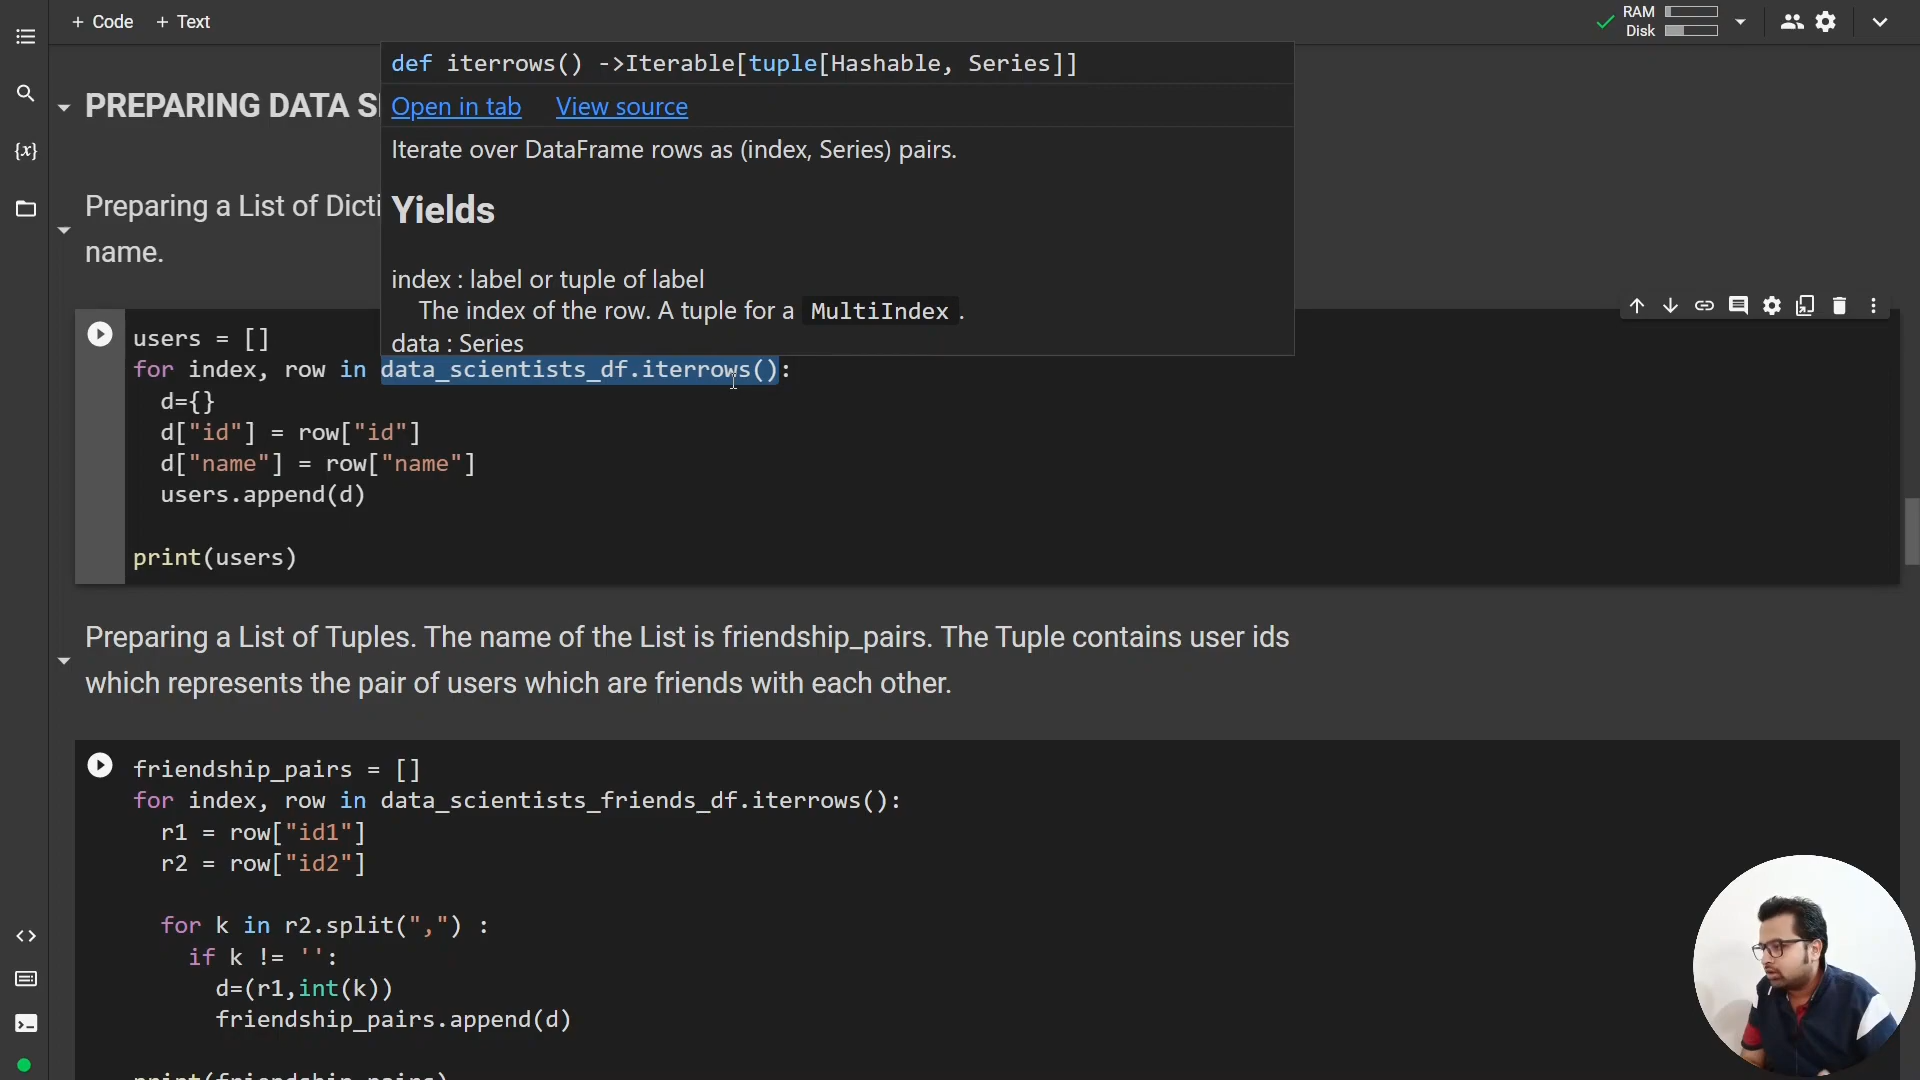 + Code + Text
RAM
Disk
def iterrows() ->Iterable[tuple[Hashable, Series]]
Open in tab View source
PREPARING DATA S
Iterate over DataFrame rows as (index, Series) pairs.
{x}
Preparing a List of Dicti
Yields
name.
index : label or tuple of label
The index of the row. A tuple for a MultiIndex .
data : Series
users = []
for index, row in data_scientists_df.iterrows():
d={}
d["id"] = row["id"]
d["name"] = row["name"]
users.append(d)
print(users)
Preparing a List of Tuples. The name of the List is friendship_pairs. The Tuple contains user ids
which represents the pair of users which are friends with each other.
friendship_pairs = []
for index, row in data_scientists_friends_df.iterrows():
r1 = row["id1"]
r2 = row["id2"]
for k in r2.split(",") :
if k != '':
d=(r1,int(k))
friendship_pairs.append(d)
print(friendship_pairs)